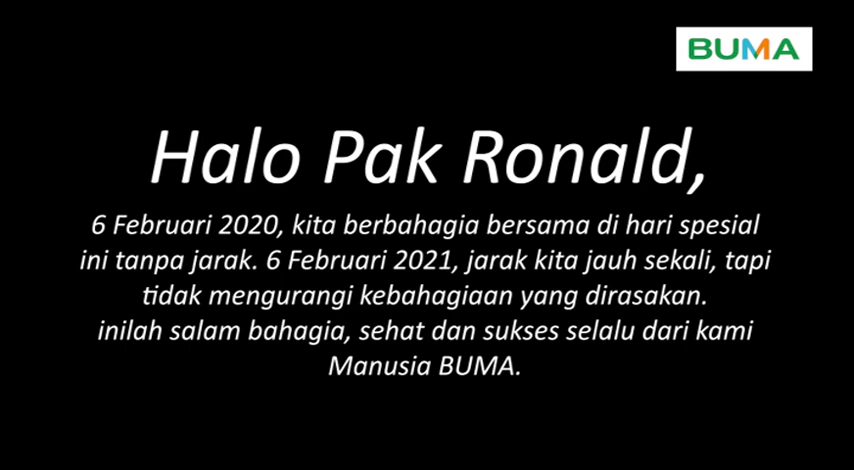 BUMA
Halo Pak Ronald,
6 Februari 2020, kita berbahagia bersama di hari spesial
ini tanpa jarak. 6 Februari 2021, jarak kita jauh sekali, tapi
tidak mengurangi kebahagiaan yang dirasakan.
inilah salam bahagia, sehat dan sukses selalu dari kami
Manusia BUMA.